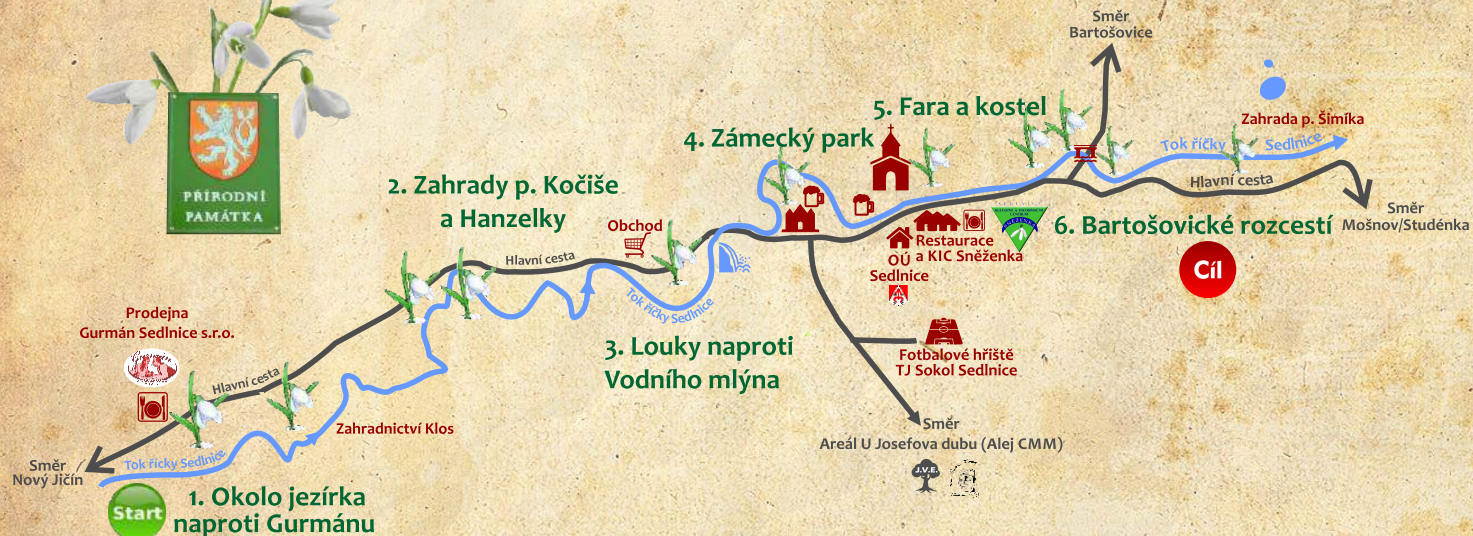 PŘÍRODNÍ
PAMÁTKA
Směr
Bartošovice
5. Fara a kostel
4. Zámecký park
Zahrada p. Šimíka
Tok říčky Sedlnice
Hlavní cesta
2. Zahrady p. Kočiše
a Hanzelky
Obchod
Hlavní cesta
Tok říčky Sedlnice
Restaurace
a KIC Sněženka
OÚ
Sedlnice
6. Bartošovické rozcestí
Cíl
Směr
Mošnov/Studénka
Prodejna
Gurmán Sedlnice s.r.o.
Hlavní cesta
3. Louky naproti
Vodního mlýna
Fotbalové hřiště
TJ Sokol Sedlnice
Zahradnictví Klos
Směr
Areál U Josefova dubu (Alej CMM)
J.V.E.
Směr
Nový Jičín
Tok řícky Sedlnice
Start
1. Okolo jezírka
naproti Gurmánu